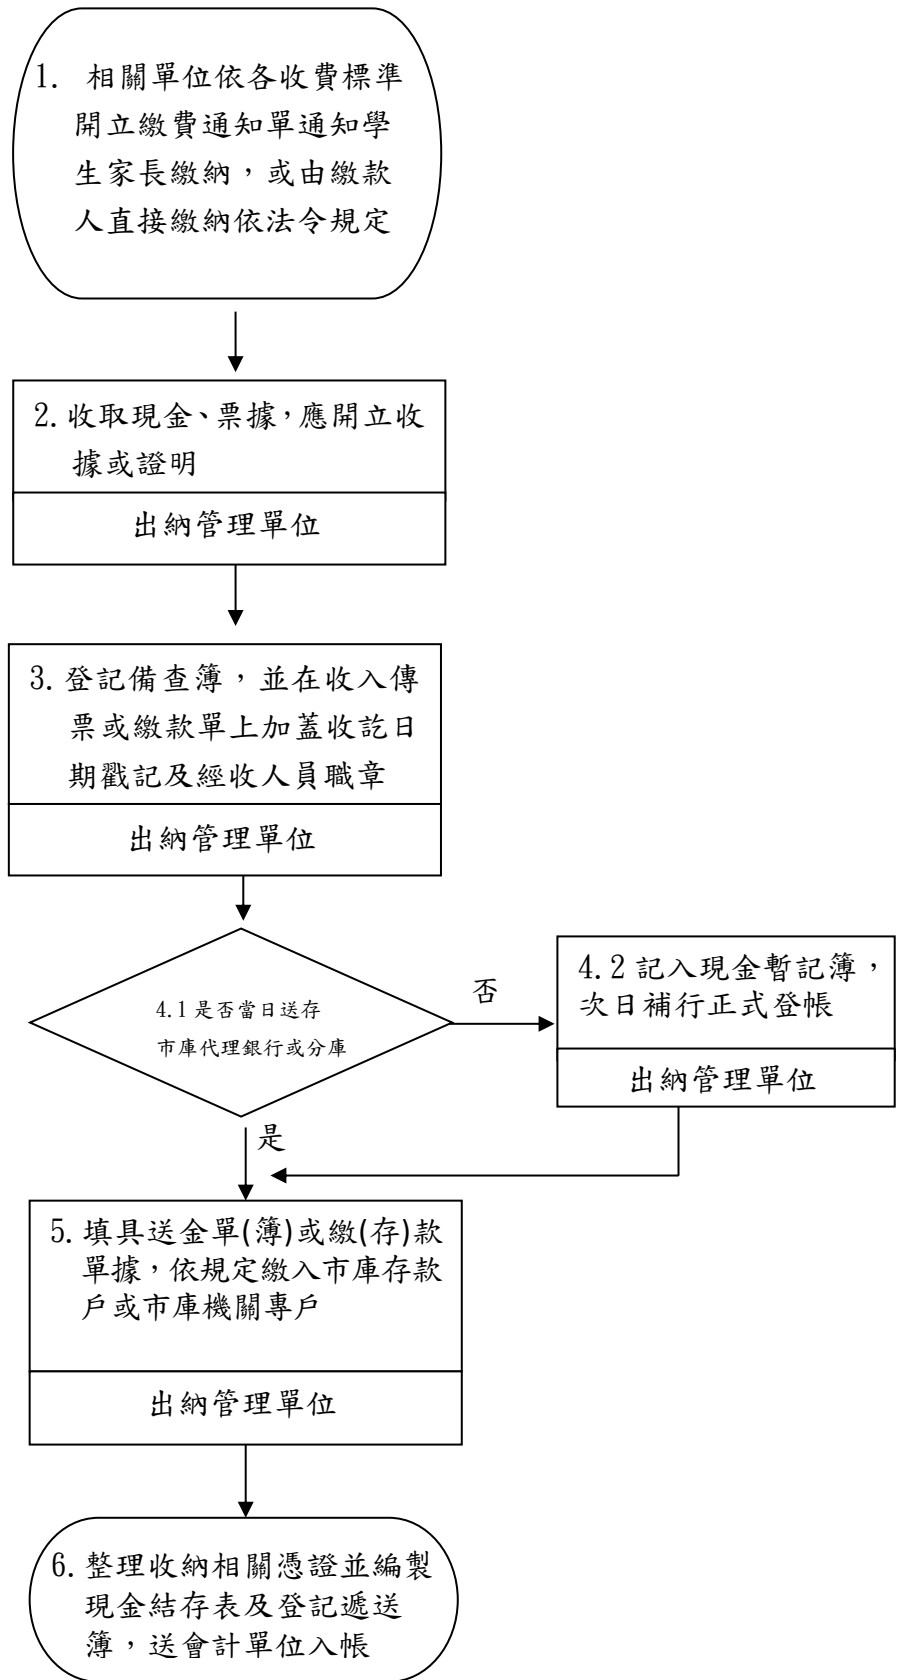 1. 相關單位依各收費標準
開立繳費通知單通知學
生家長繳納，或由繳款
人直接繳納依法令規定
2.收取現金、票據，應開立收
據或證明
出納管理單位
3.登記備查簿，並在收入傳
票或繳款單上加蓋收訖日
期戳記及經收人員職章
出納管理單位
4.1是否當日送存
市庫代理銀行或分庫
否
4.2記入現金暫記簿，
次日補行正式登帳
出納管理單位
是
5.填具送金單(簿)或繳(存)款
單據，依規定繳入市庫存款
戶或市庫機關專戶
出納管理單位
6.整理收納相關憑證並編製
現金結存表及登記遞送
簿，送會計單位入帳